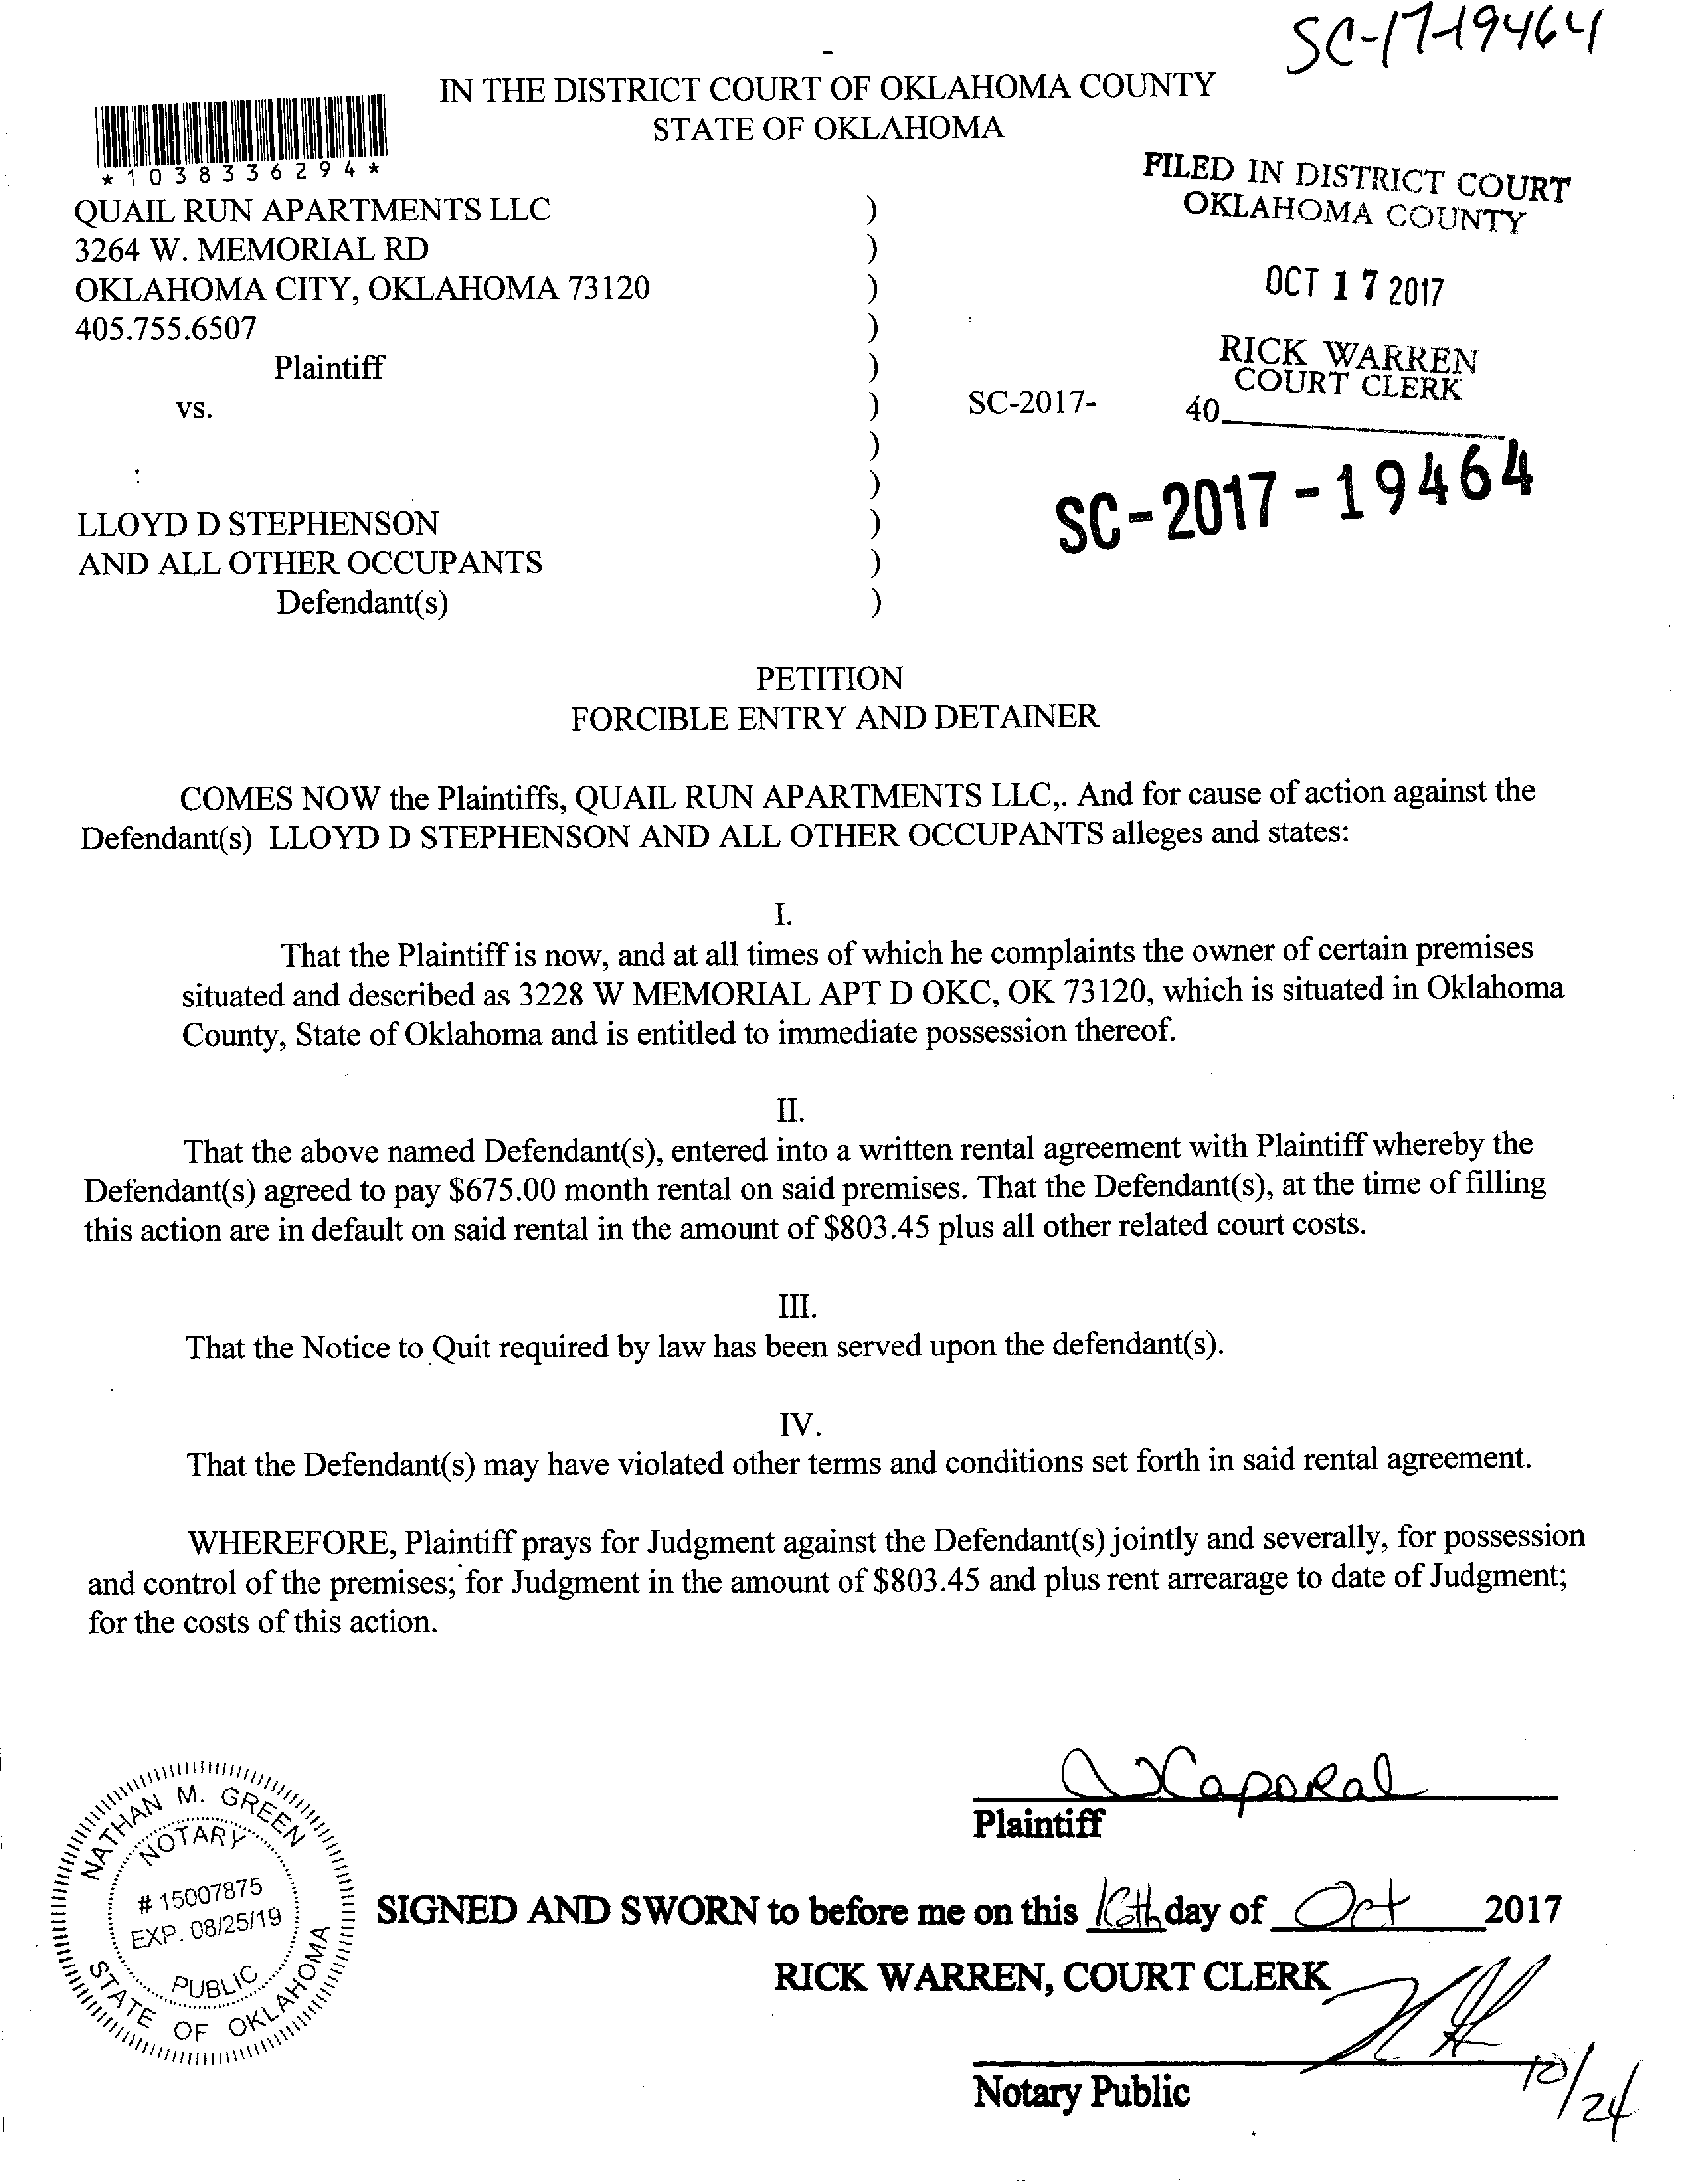 SC-17-19464
IN THE DISTRICT COURT OF OKLAHOMA COUNTY
STATE OF OKLAHOMA
*1038336294*
FILED IN DISTRICT COURT
OKLAHOMA COUNTY
OCT 17 2017
RICK WARREN
COURT CLERK
40
QUAIL RUN APARTMENTS LLC )
3264 W. MEMORIAL RD )
OKLAHOMA CITY, OKLAHOMA 73120 )
405.755.6507 )
Plaintiff )
vs. ) SC-2017-
)
)
SC-2017-19464
LLOYD D STEPHENSON )
AND ALL OTHER OCCUPANTS )
Defendant(s) )
PETITION
FORCIBLE ENTRY AND DETAINER
COMES NOW the Plaintiffs, QUAIL RUN APARTMENTS LLC,. And for cause of action against the
Defendant(s) LLOYD D STEPHENSON AND ALL OTHER OCCUPANTS alleges and states:
I.
That the Plaintiff is now, and at all times of which he complaints the owner of certain premises
situated and described as 3228 W MEMORIAL APT D OKC, OK 73120, which is situated in Oklahoma
County, State of Oklahoma and is entitled to immediate possession thereof.
II.
That the above named Defendant(s), entered into a written rental agreement with Plaintiff whereby the
Defendant(s) agreed to pay $675.00 month rental on said premises. That the Defendant(s), at the time of filling
this action are in default on said rental in the amount of $803.45 plus all other related court costs.
III.
That the Notice to Quit required by law has been served upon the defendant(s).
IV.
That the Defendant(s) may have violated other terms and conditions set forth in said rental agreement.
WHEREFORE, Plaintiff prays for Judgment against the Defendant(s) jointly and severally, for possession
and control of the premises; for Judgment in the amount of $803.45 and plus rent arrearage to date of Judgment;
for the costs of this action.
Caporal
Plaintiff
NATHAN M. GREEN
NOTARY
# 15007875
EXP. 08/25/19
PUBLIC
STATE OF OKLAHOMA
SIGNED AND SWORN to before me on this 16th day of Oct 2017
RICK WARREN, COURT CLERK
Notary Public
10/24